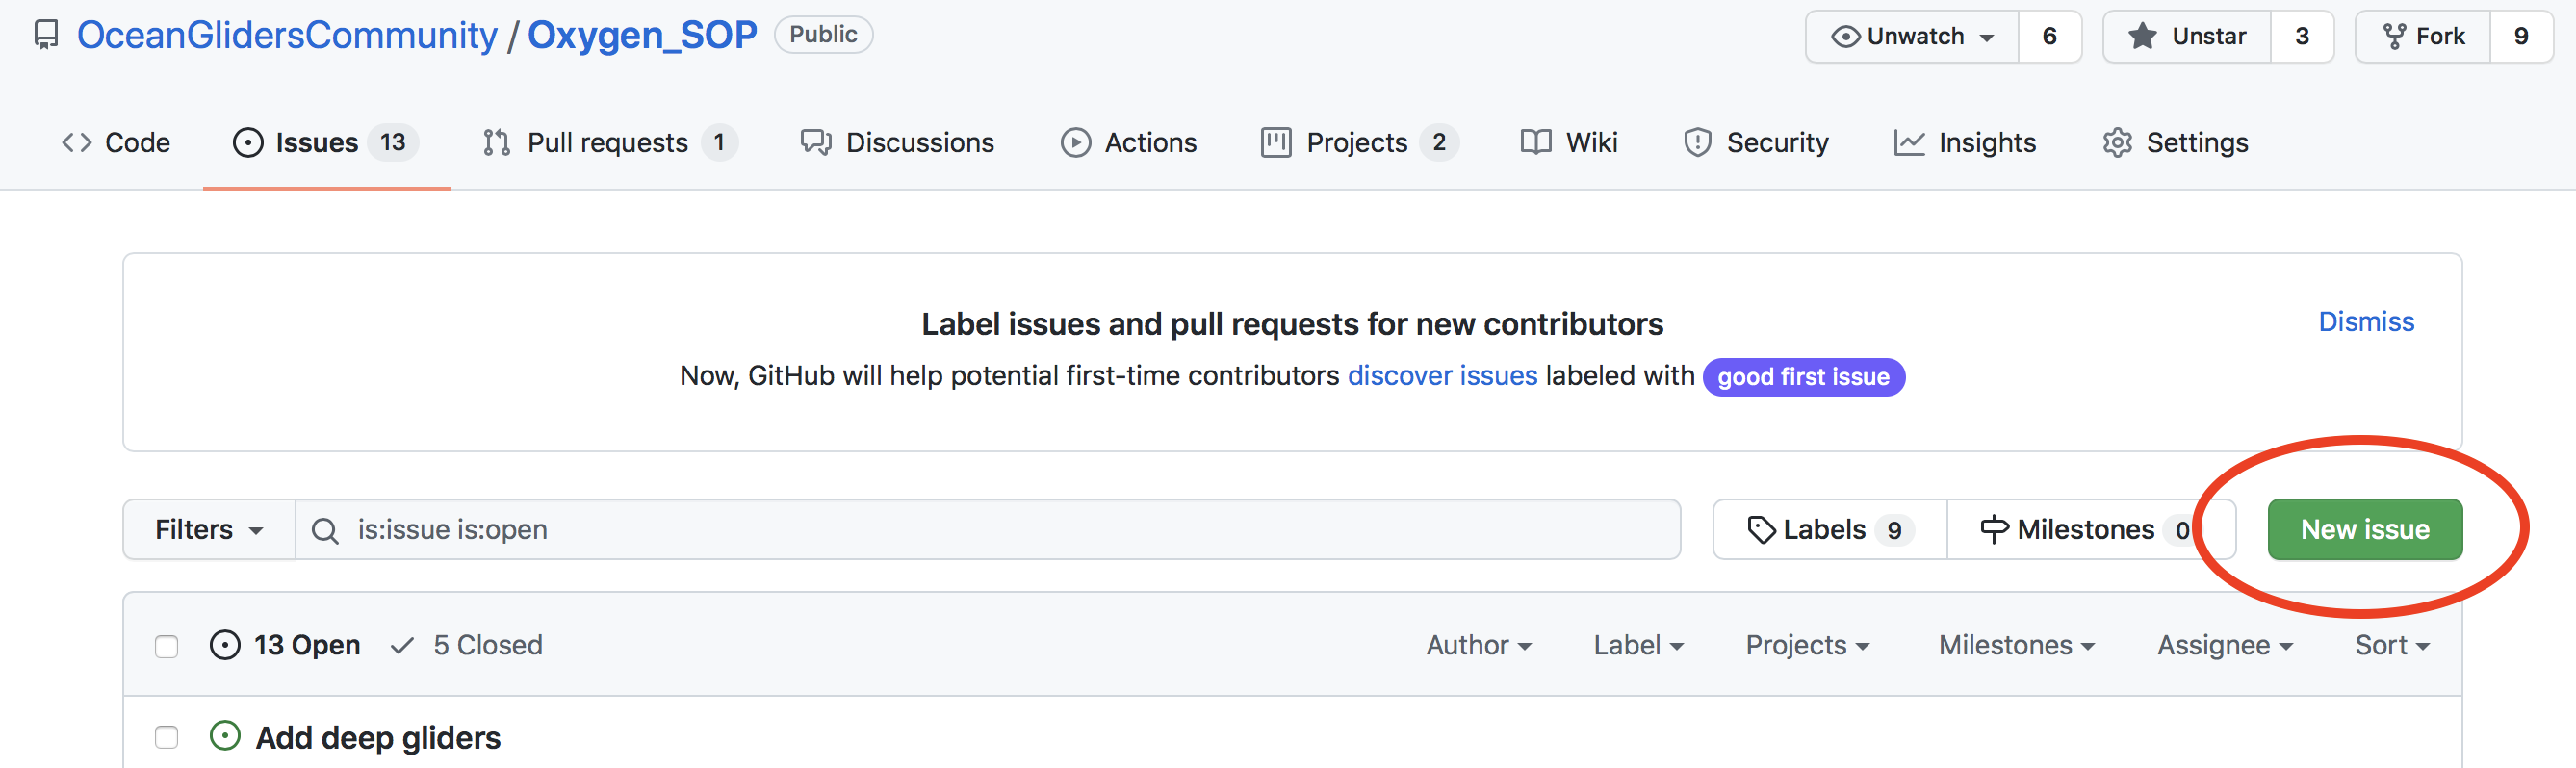 OceanGlidersCommunity / Oxygen_SOP Public Unwatch 6 Unstar 3 Fork 9
Code Issues 13 Pull requests 1 Discussions Actions Projects 2 Wiki Security Insights Settings
Label issues and pull requests for new contributors Dismiss
Now, GitHub will help potential first-time contributors discover issues labeled with good first issue
Filters is:issue is:open Labels 9 Milestones 0 New issue
13 Open 5 Closed Author Label Projects Milestones Assignee Sort
Add deep gliders